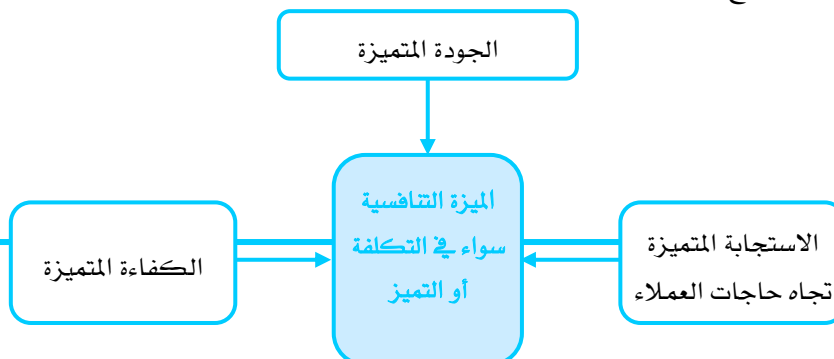 الجودة المتميزة
الميزة التنافسية
سواء في التكلفة
أو التميز
الاستجابة المتميزة
تجاه حاجات العملاء
الكفاءة المتميزة